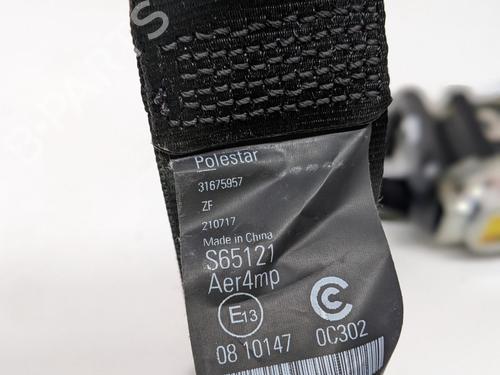 Polestar
31675957
ZF
210717
Made in China
S65121
Aer4mp
E13
08 10147
0C302